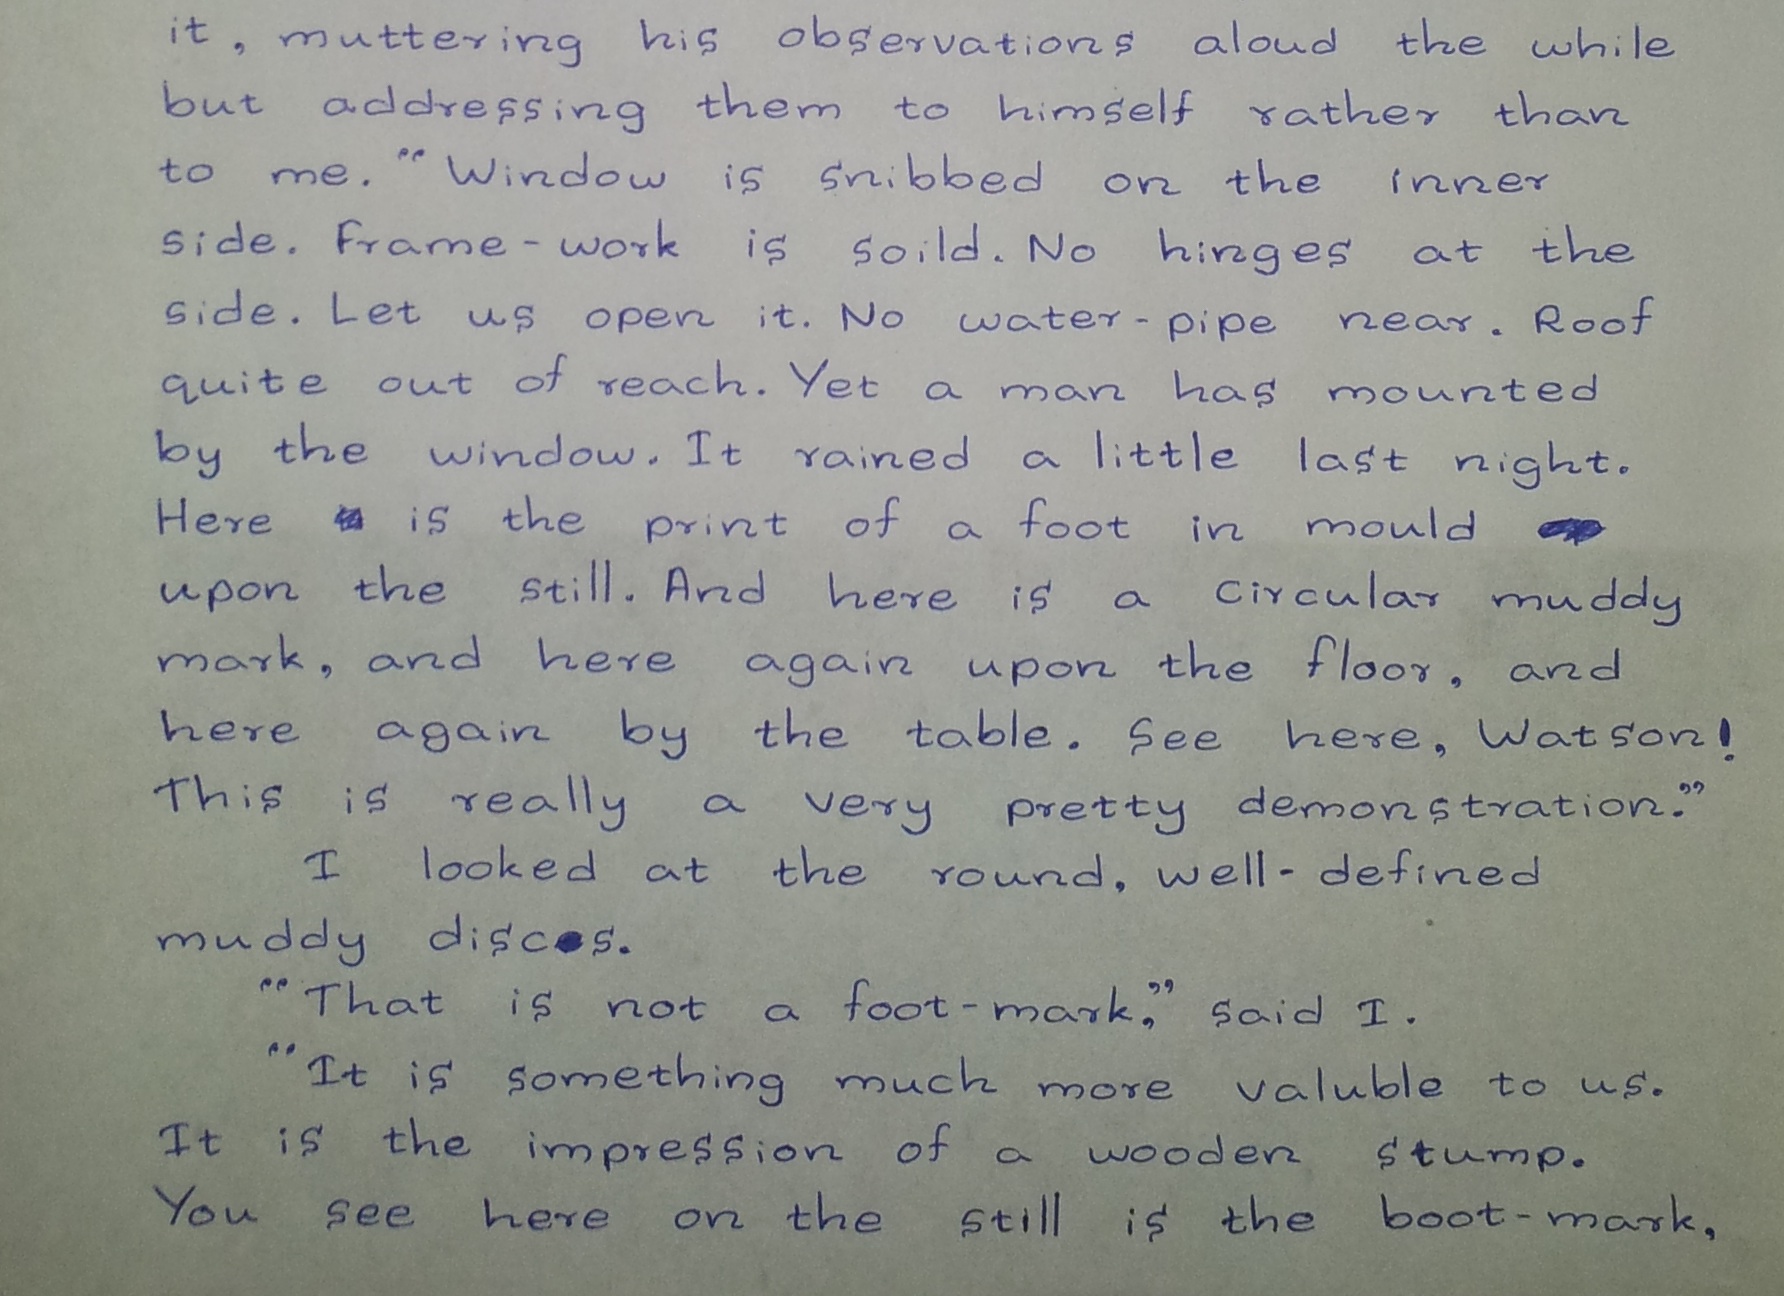 it, muttering his observations aloud the while
but addressing them to himself rather than
to me. "Window is snibbed on the inner
side. Frame-work is soild. No hinges at the
side. Let us open it. No water-pipe near. Roof
quite out of reach. Yet a man has mounted
by the window. It rained a little last night.
Here is the print of a foot in mould
upon the still. And here is a circular muddy
mark, and here again upon the floor, and
here again by the table. See here, Watson!
This is really a very pretty demonstration."
I looked at the round, well-defined
muddy discs.
"That is not a foot-mark," said I.
"It is something much more valuble to us.
It is the impression of a wooden stump.
You see here on the still is the boot-mark,